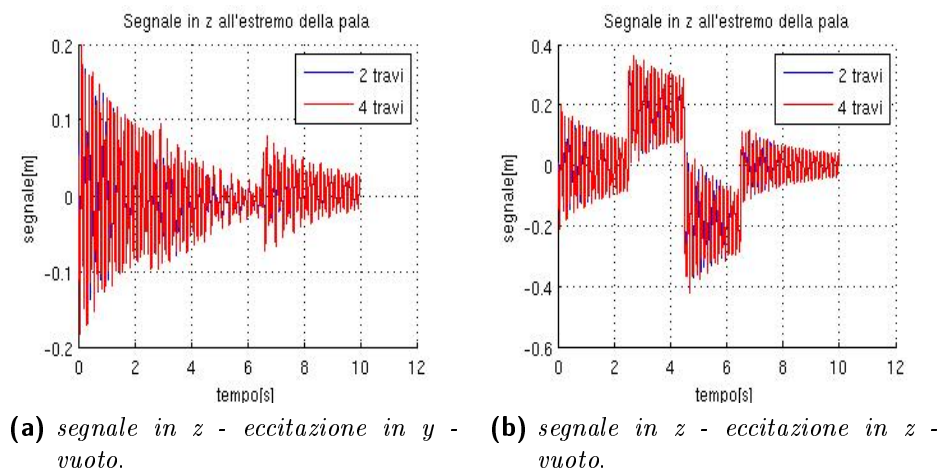 Segnale in z all'estremo della pala
0.2
0.1
0
-0.1
-0.2
segnale[m]
2 travi
4 travi
0 2 4 6 8 10 12
tempo[s]
(a) segnale in z - eccitazione in y -
vuoto.
Segnale in z all'estremo della pala
0.4
0.2
0
-0.2
-0.4
-0.6
segnale[m]
2 travi
4 travi
0 2 4 6 8 10 12
tempo[s]
(b) segnale in z - eccitazione in z -
vuoto.